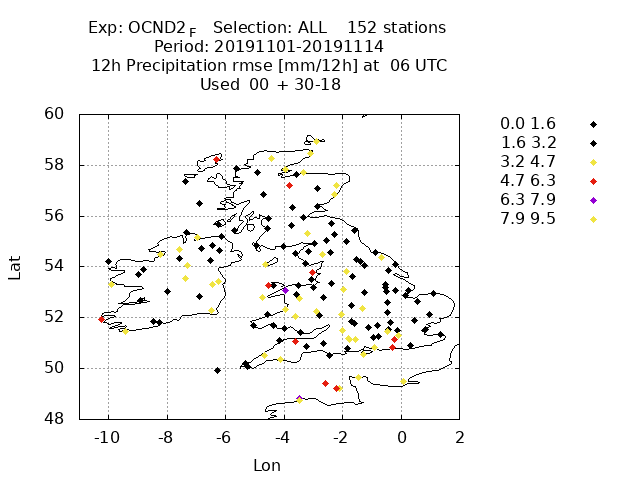 Exp: OCND2F Selection: ALL 152 stations
Period: 20191101-20191114
12h Precipitation rmse [mm/12h] at 06 UTC
Used 00 + 30-18
60
58
56
54
52
50
48
Lat
-10 -8 -6 -4 -2 0 2
Lon
0.0 1.6
1.6 3.2
3.2 4.7
4.7 6.3
6.3 7.9
7.9 9.5